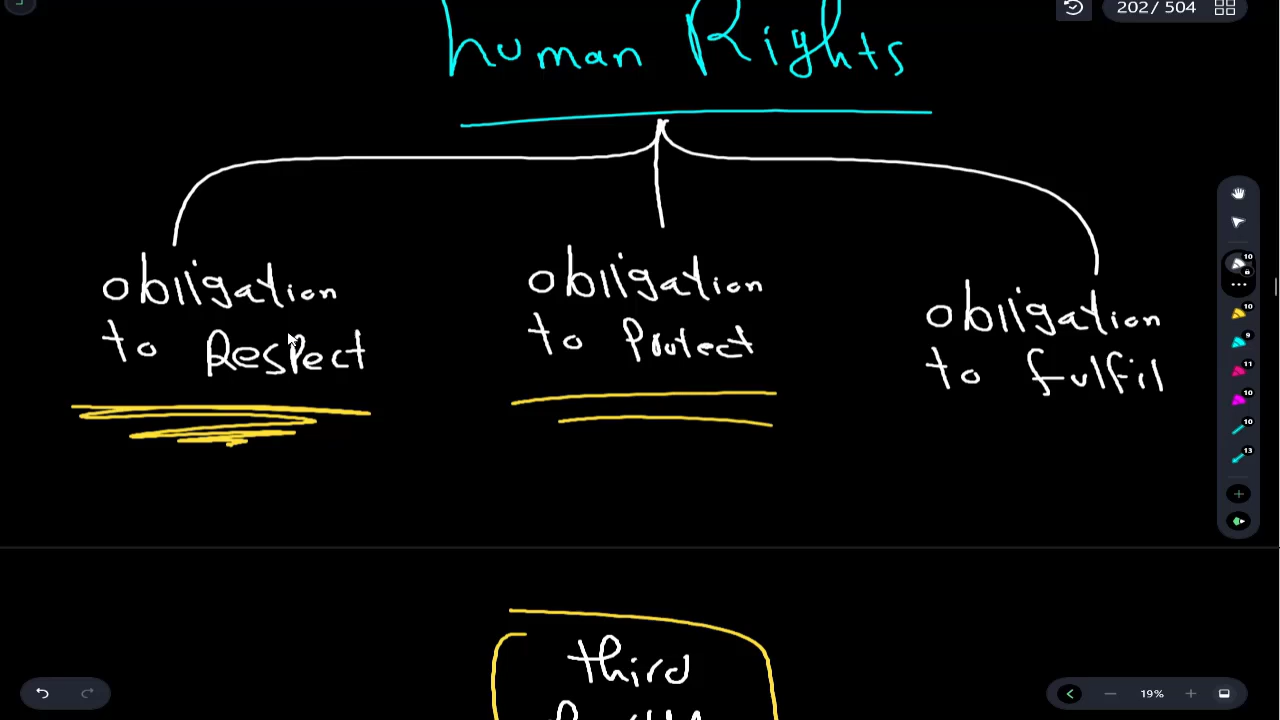 202/504
human Rights
obligation
to Respect
obligation
to Protect
obligation
to fulfil
third
19%